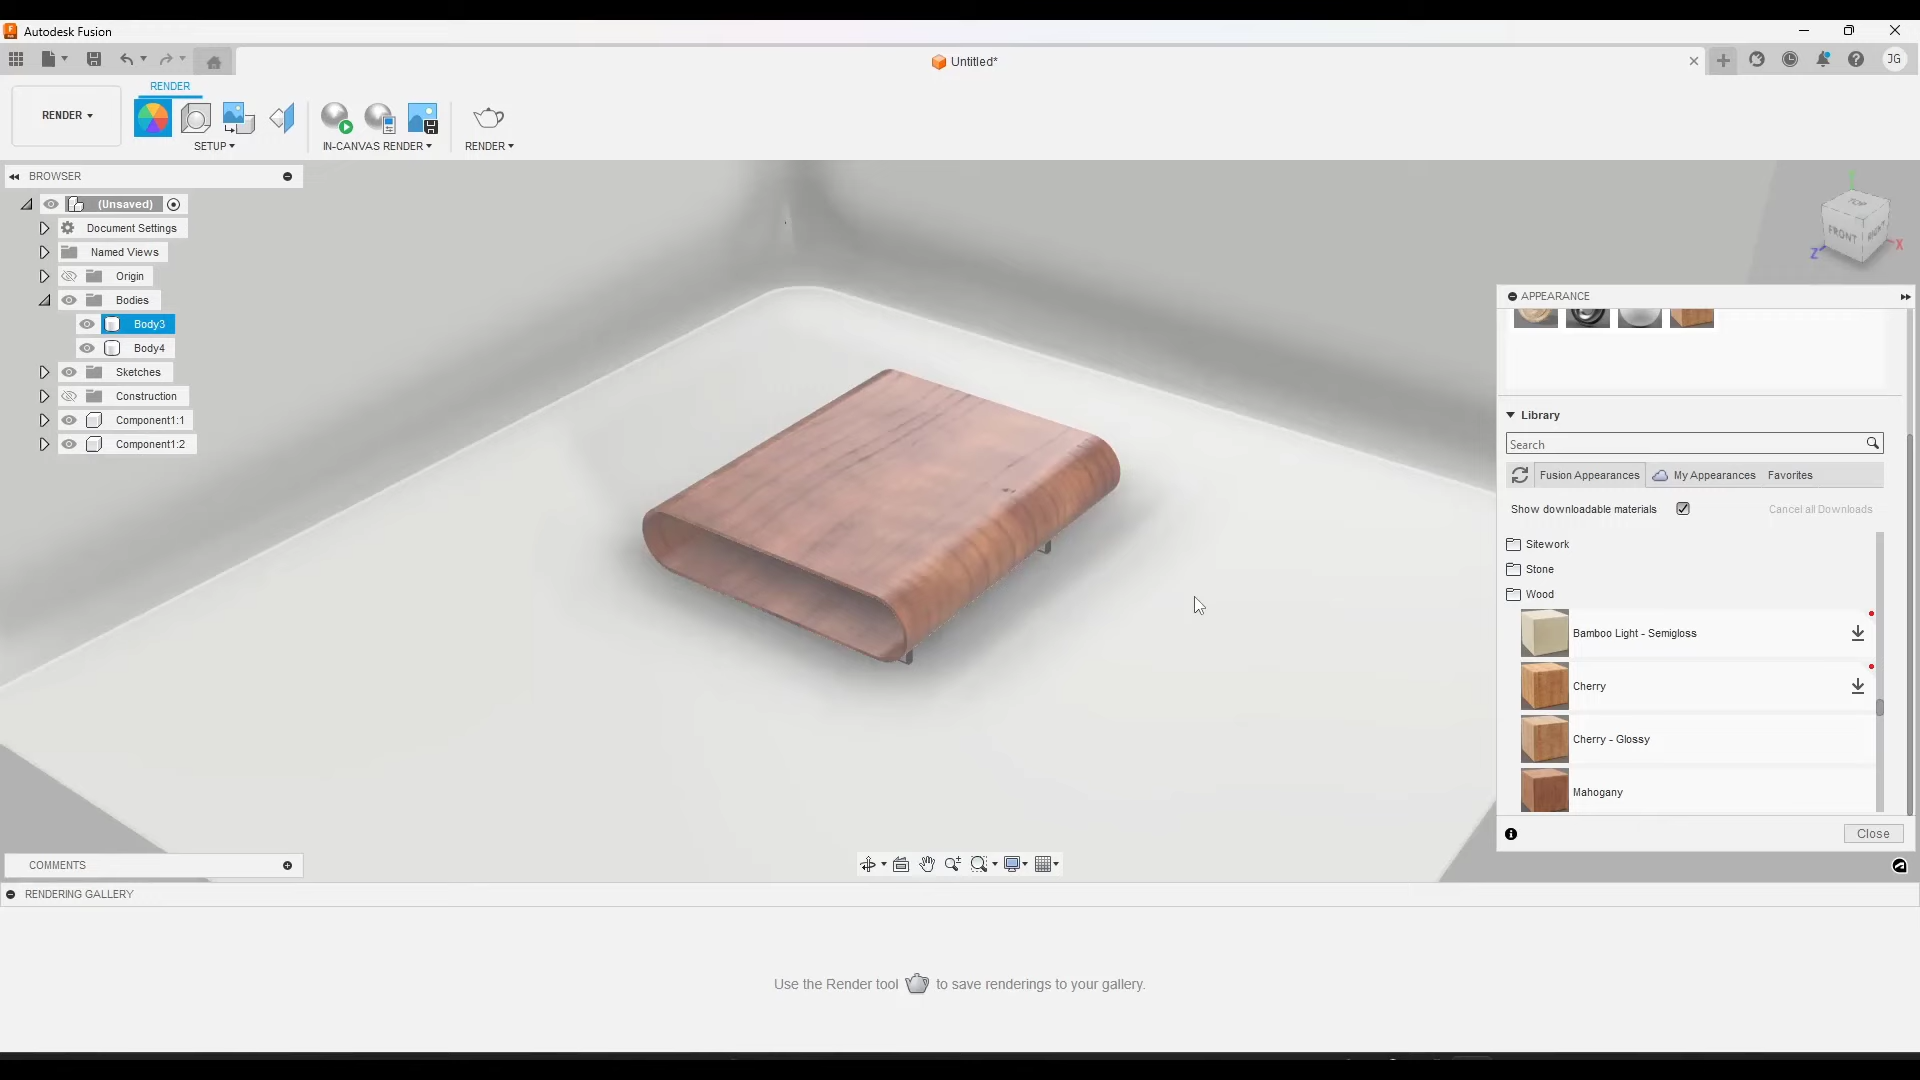 Autodesk Fusion
Untitled*
JG
RENDER
RENDER
SETUP
IN-CANVAS RENDER
RENDER
BROWSER
(Unsaved)
Document Settings
Named Views
Origin
Bodies
Body3
Body4
Sketches
Construction
Component1:1
Component1:2
TOP
FRONT
RIGHT
Y
Z
X
APPEARANCE
Library
Search
Fusion Appearances
My Appearances
Favorites
Show downloadable materials
Cancel all Downloads
Sitework
Stone
Wood
Bamboo Light - Semigloss
Cherry
Cherry - Glossy
Mahogany
Close
COMMENTS
RENDERING GALLERY
Use the Render tool to save renderings to your gallery.